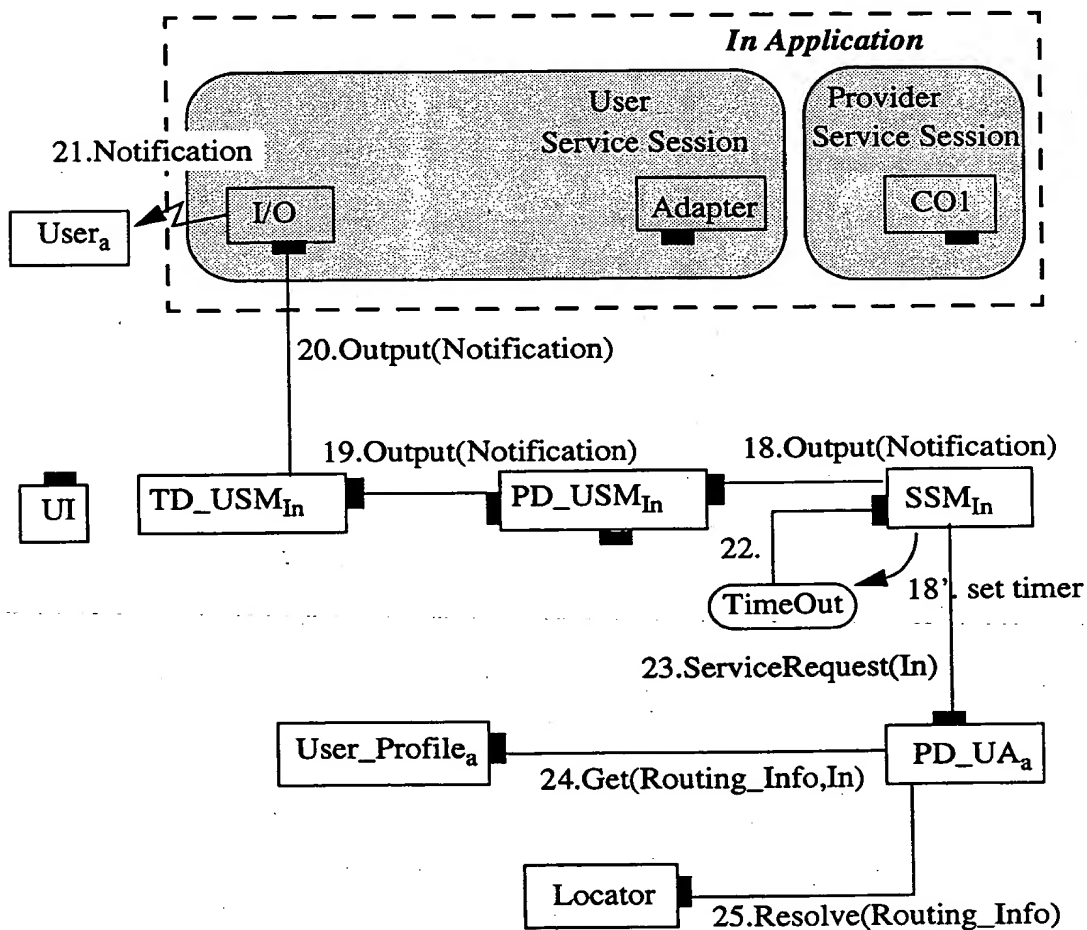 In Application
User
Service Session
Provider
Service Session
21.Notification
I/O
Adapter
CO1
User_a
20.Output(Notification)
19.Output(Notification)
18.Output(Notification)
UI
TD_USM_In
PD_USM_In
SSM_In
22.
TimeOut
18'. set timer
23.ServiceRequest(In)
User_Profile_a
PD_UA_a
24.Get(Routing_Info,In)
Locator
25.Resolve(Routing_Info)